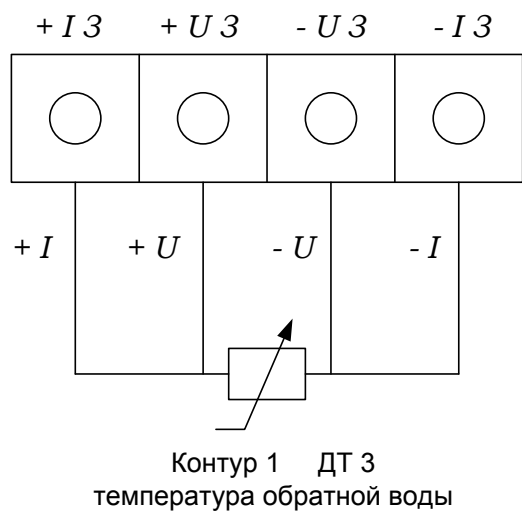 + I 3 + U 3 - U 3 - I 3
+ I + U - U - I
Контур 1 ДТ 3
температура обратной воды